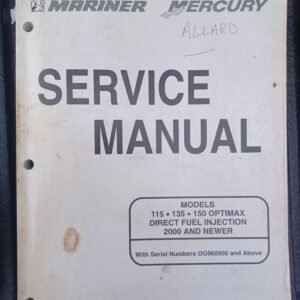 MARINER MERCURY
ALLARD
SERVICE
MANUAL
MODELS
115 • 135 • 150 OPTIMAX
DIRECT FUEL INJECTION
2000 AND NEWER
With Serial Numbers OG960500 and Above